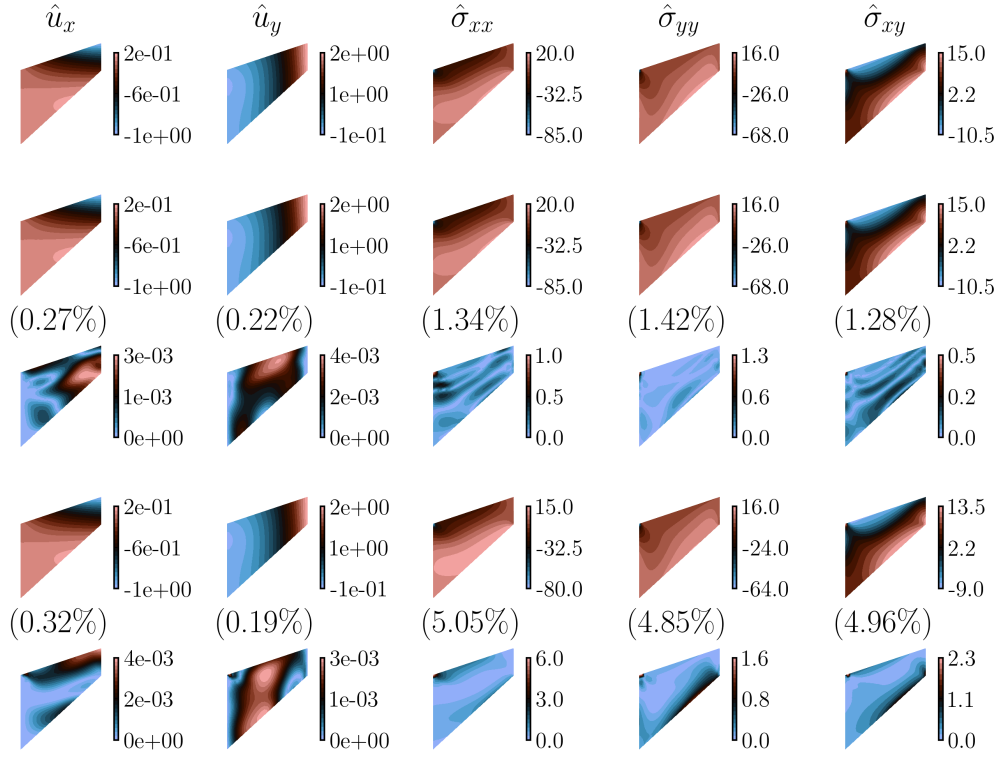 û_x û_y σ̂_xx σ̂_yy σ̂_xy
2e-01 2e+00 20.0 16.0 15.0
-6e-01 1e+00 -32.5 -26.0 2.2
-1e+00 -1e-01 -85.0 -68.0 -10.5
2e-01 2e+00 20.0 16.0 15.0
-6e-01 1e+00 -32.5 -26.0 2.2
-1e+00 -1e-01 -85.0 -68.0 -10.5
(0.27%) (0.22%) (1.34%) (1.42%) (1.28%)
3e-03 4e-03 1.0 1.3 0.5
1e-03 2e-03 0.5 0.6 0.2
0e+00 0e+00 0.0 0.0 0.0
2e-01 2e+00 15.0 16.0 13.5
-6e-01 1e+00 -32.5 -24.0 2.2
-1e+00 -1e-01 -80.0 -64.0 -9.0
(0.32%) (0.19%) (5.05%) (4.85%) (4.96%)
4e-03 3e-03 6.0 1.6 2.3
2e-03 1e-03 3.0 0.8 1.1
0e+00 0e+00 0.0 0.0 0.0